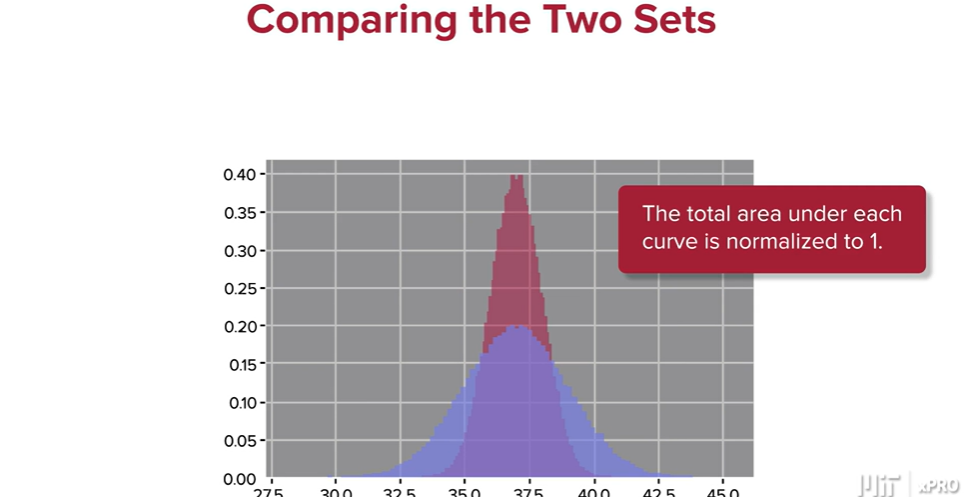 Comparing the Two Sets
0.40
0.35
The total area under each
curve is normalized to 1.
0.30
0.25
0.20
0.15
0.10
0.05
0.00
27.5 30.0 32.5 35.0 37.5 40.0 42.5 45.0
MIT xPRO